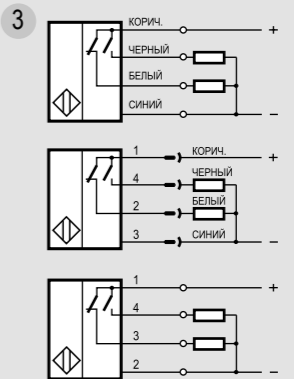 3
КОРИЧ. +
ЧЕРНЫЙ
БЕЛЫЙ
СИНИЙ –
1 КОРИЧ. +
4 ЧЕРНЫЙ
2 БЕЛЫЙ
3 СИНИЙ –
1 +
4
3
2 –